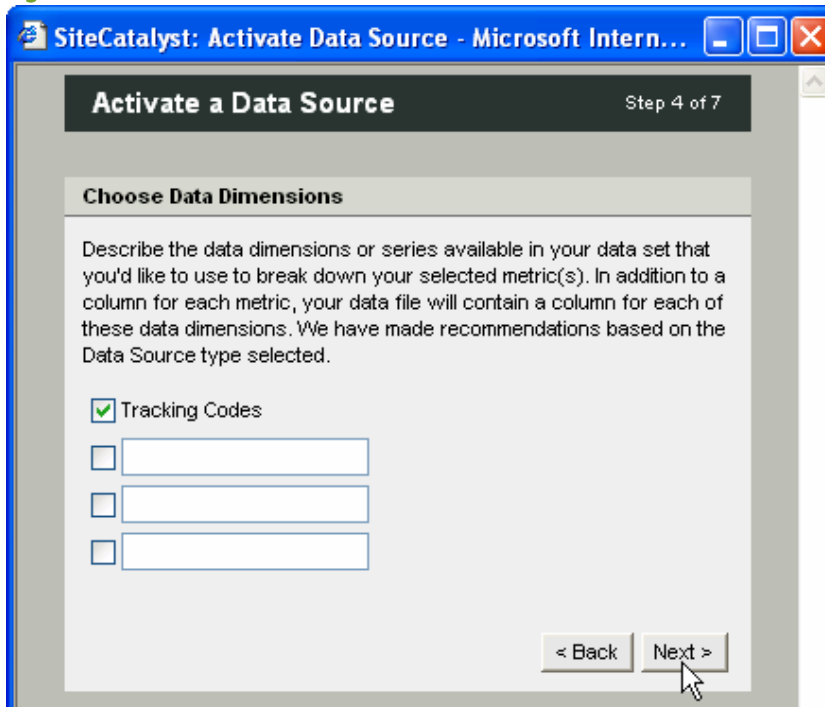 SiteCatalyst: Activate Data Source - Microsoft Intern...
Activate a Data Source
Step 4 of 7
Choose Data Dimensions
Describe the data dimensions or series available in your data set that
you'd like to use to break down your selected metric(s). In addition to a
column for each metric, your data file will contain a column for each of
these data dimensions. We have made recommendations based on the
Data Source type selected.
Tracking Codes
< Back
Next >